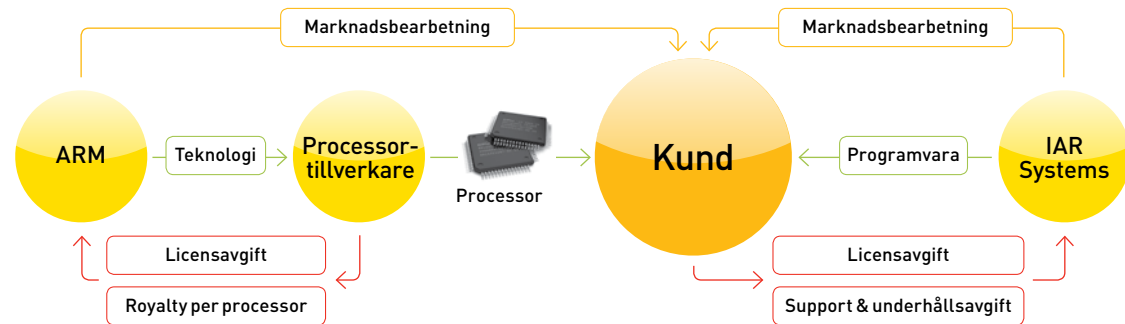 Marknadsbearbetning
Marknadsbearbetning
ARM
Teknologi
Processor-
tillverkare
Processor
Kund
Programvara
IAR
Systems
Licensavgift
Royalty per processor
Licensavgift
Support & underhållsavgift